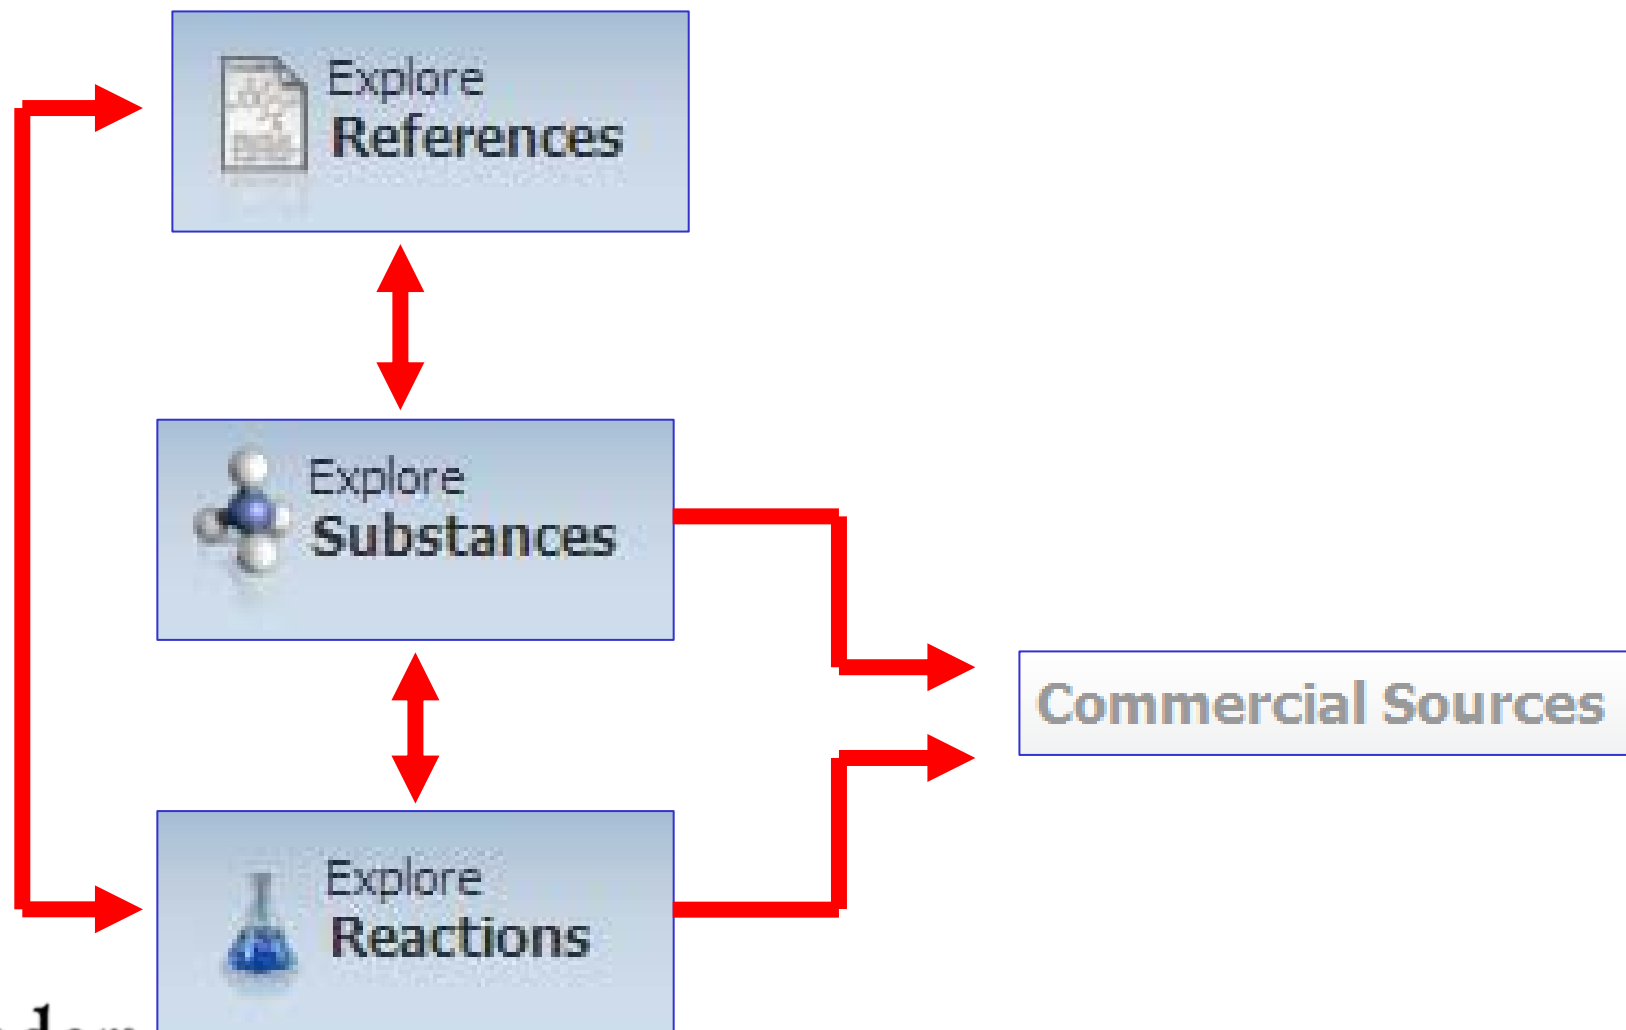 Explore
References
Explore
Substances
Commercial Sources
Explore
Reactions